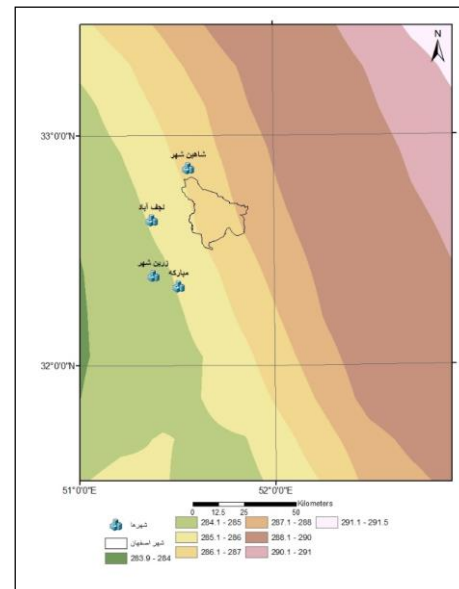 N
33°0'0"N
شاهین شهر
نجف آباد
زرین شهر
مبارکه
32°0'0"N
51°0'0"E
52°0'0"E
Kilometers
0 12.5 25 50
شهرها
شهر اصفهان
283.9 - 284
284.1 - 285
285.1 - 286
286.1 - 287
287.1 - 288
288.1 - 290
290.1 - 291
291.1 - 291.5